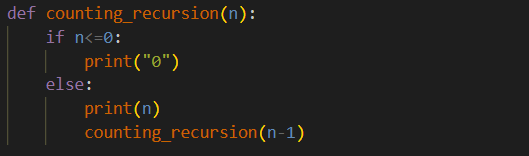 def counting_recursion(n):
    if n<=0:
        print("0")
    else:
        print(n)
        counting_recursion(n-1)